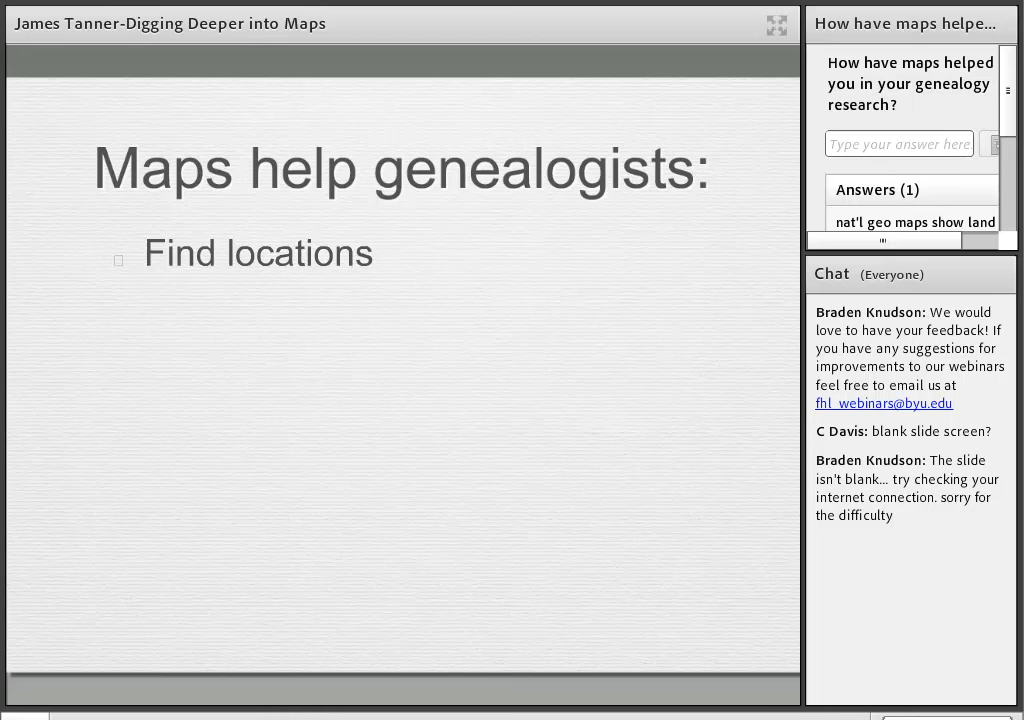 James Tanner-Digging Deeper into Maps
Maps help genealogists:
Find locations
How have maps helpe...
How have maps helped
you in your genealogy
research?
Type your answer here.
Answers (1)
nat'l geo maps show land
Chat (Everyone)
Braden Knudson: We would
love to have your feedback! If
you have any suggestions for
improvements to our webinars
feel free to email us at
fhl_webinars@byu.edu
C Davis: blank slide screen?
Braden Knudson: The slide
isn't blank... try checking your
internet connection. sorry for
the difficulty